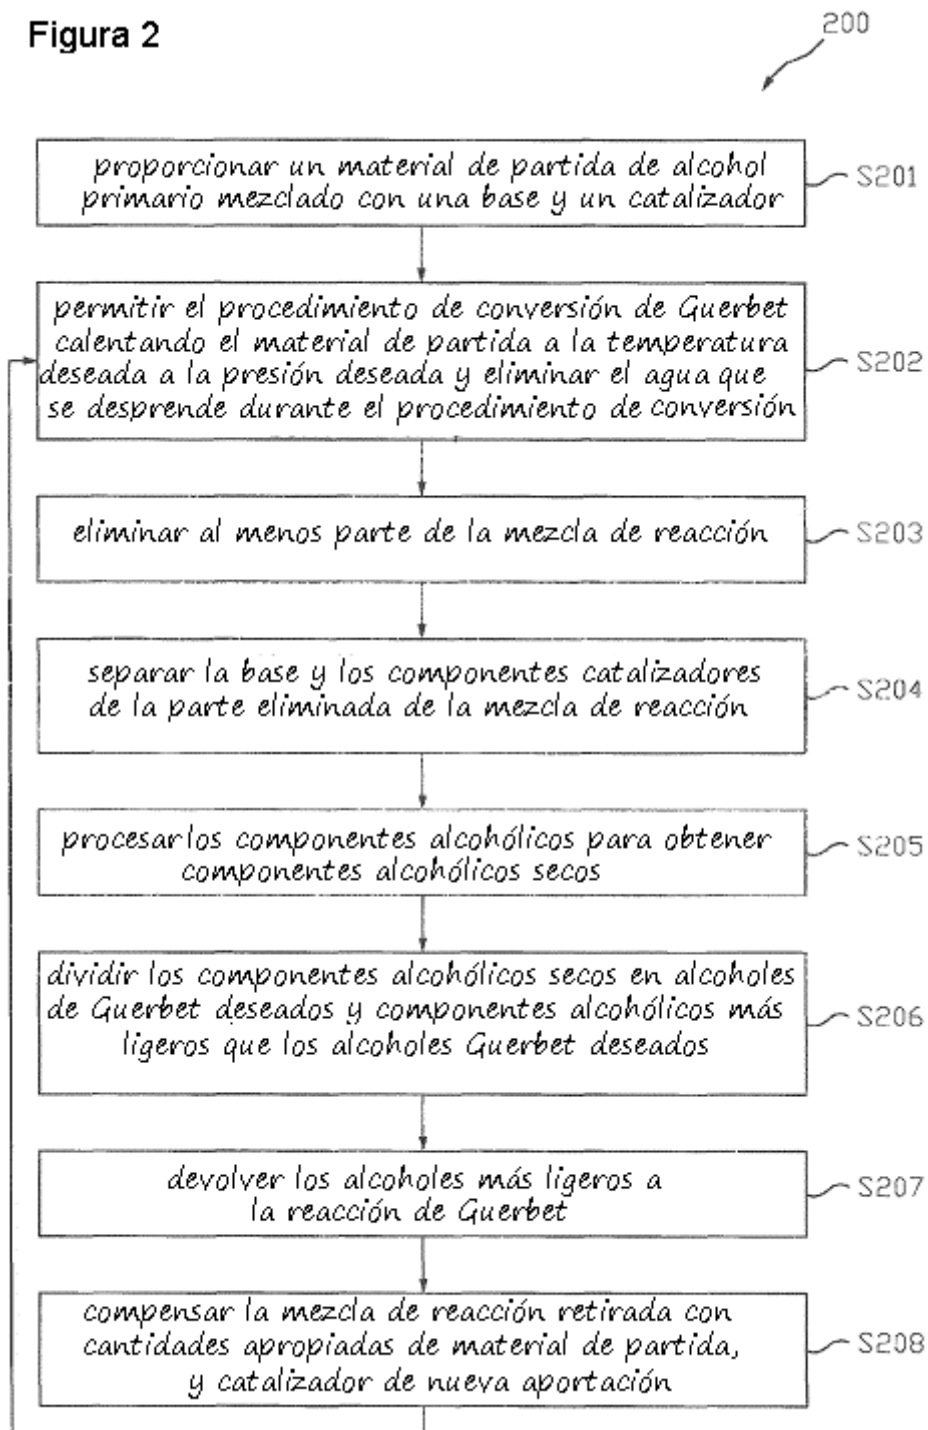 Figura 2
200
proporcionar un material de partida de alcohol
primario mezclado con una base y un catalizador
S201
permitir el procedimiento de conversión de Guerbet
calentando el material de partida a la temperatura
deseada a la presión deseada y eliminar el agua que
se desprende durante el procedimiento de conversión
S202
eliminar al menos parte de la mezcla de reacción
S203
separar la base y los componentes catalizadores
de la parte eliminada de la mezcla de reacción
S204
procesar los componentes alcohólicos para obtener
componentes alcohólicos secos
S205
dividir los componentes alcohólicos secos en alcoholes
de Guerbet deseados y componentes alcohólicos más
ligeros que los alcoholes Guerbet deseados
S206
devolver los alcoholes más ligeros a
la reacción de Guerbet
S207
compensar la mezcla de reacción retirada con
cantidades apropiadas de material de partida,
y catalizador de nueva aportación
S208